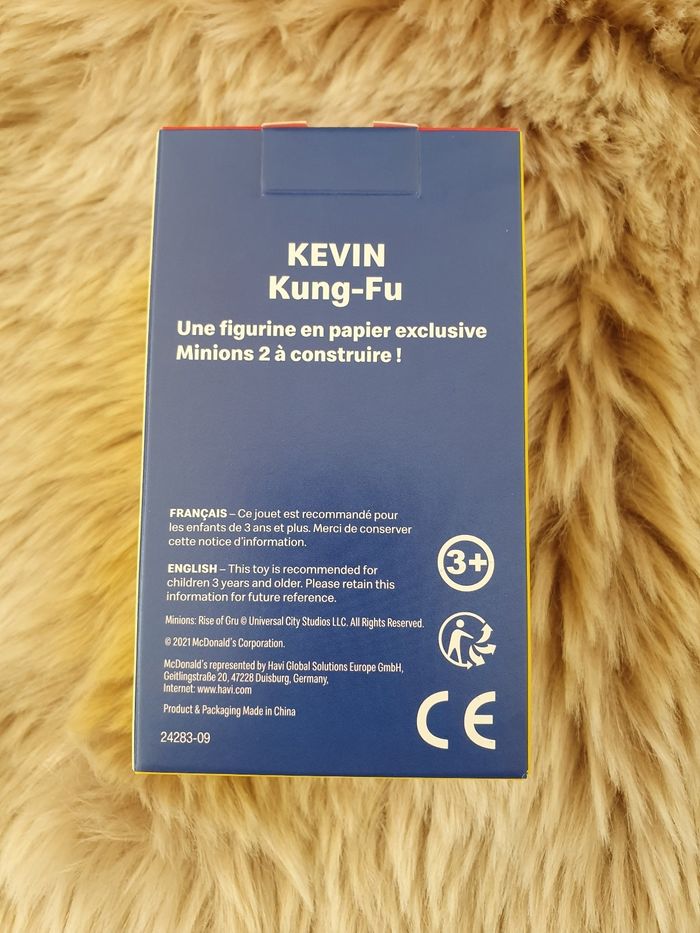 KEVIN
Kung-Fu
Une figurine en papier exclusive
Minions 2 à construire !
FRANÇAIS – Ce jouet est recommandé pour
les enfants de 3 ans et plus. Merci de conserver
cette notice d'information.
ENGLISH – This toy is recommended for
children 3 years and older. Please retain this
information for future reference.
Minions: Rise of Gru © Universal City Studios LLC. All Rights Reserved.
© 2021 McDonald's Corporation.
McDonald's represented by Havi Global Solutions Europe GmbH,
Geitlingstraße 20, 47228 Duisburg, Germany,
Internet: www.havi.com
Product & Packaging Made in China
24283-09
3+
CE